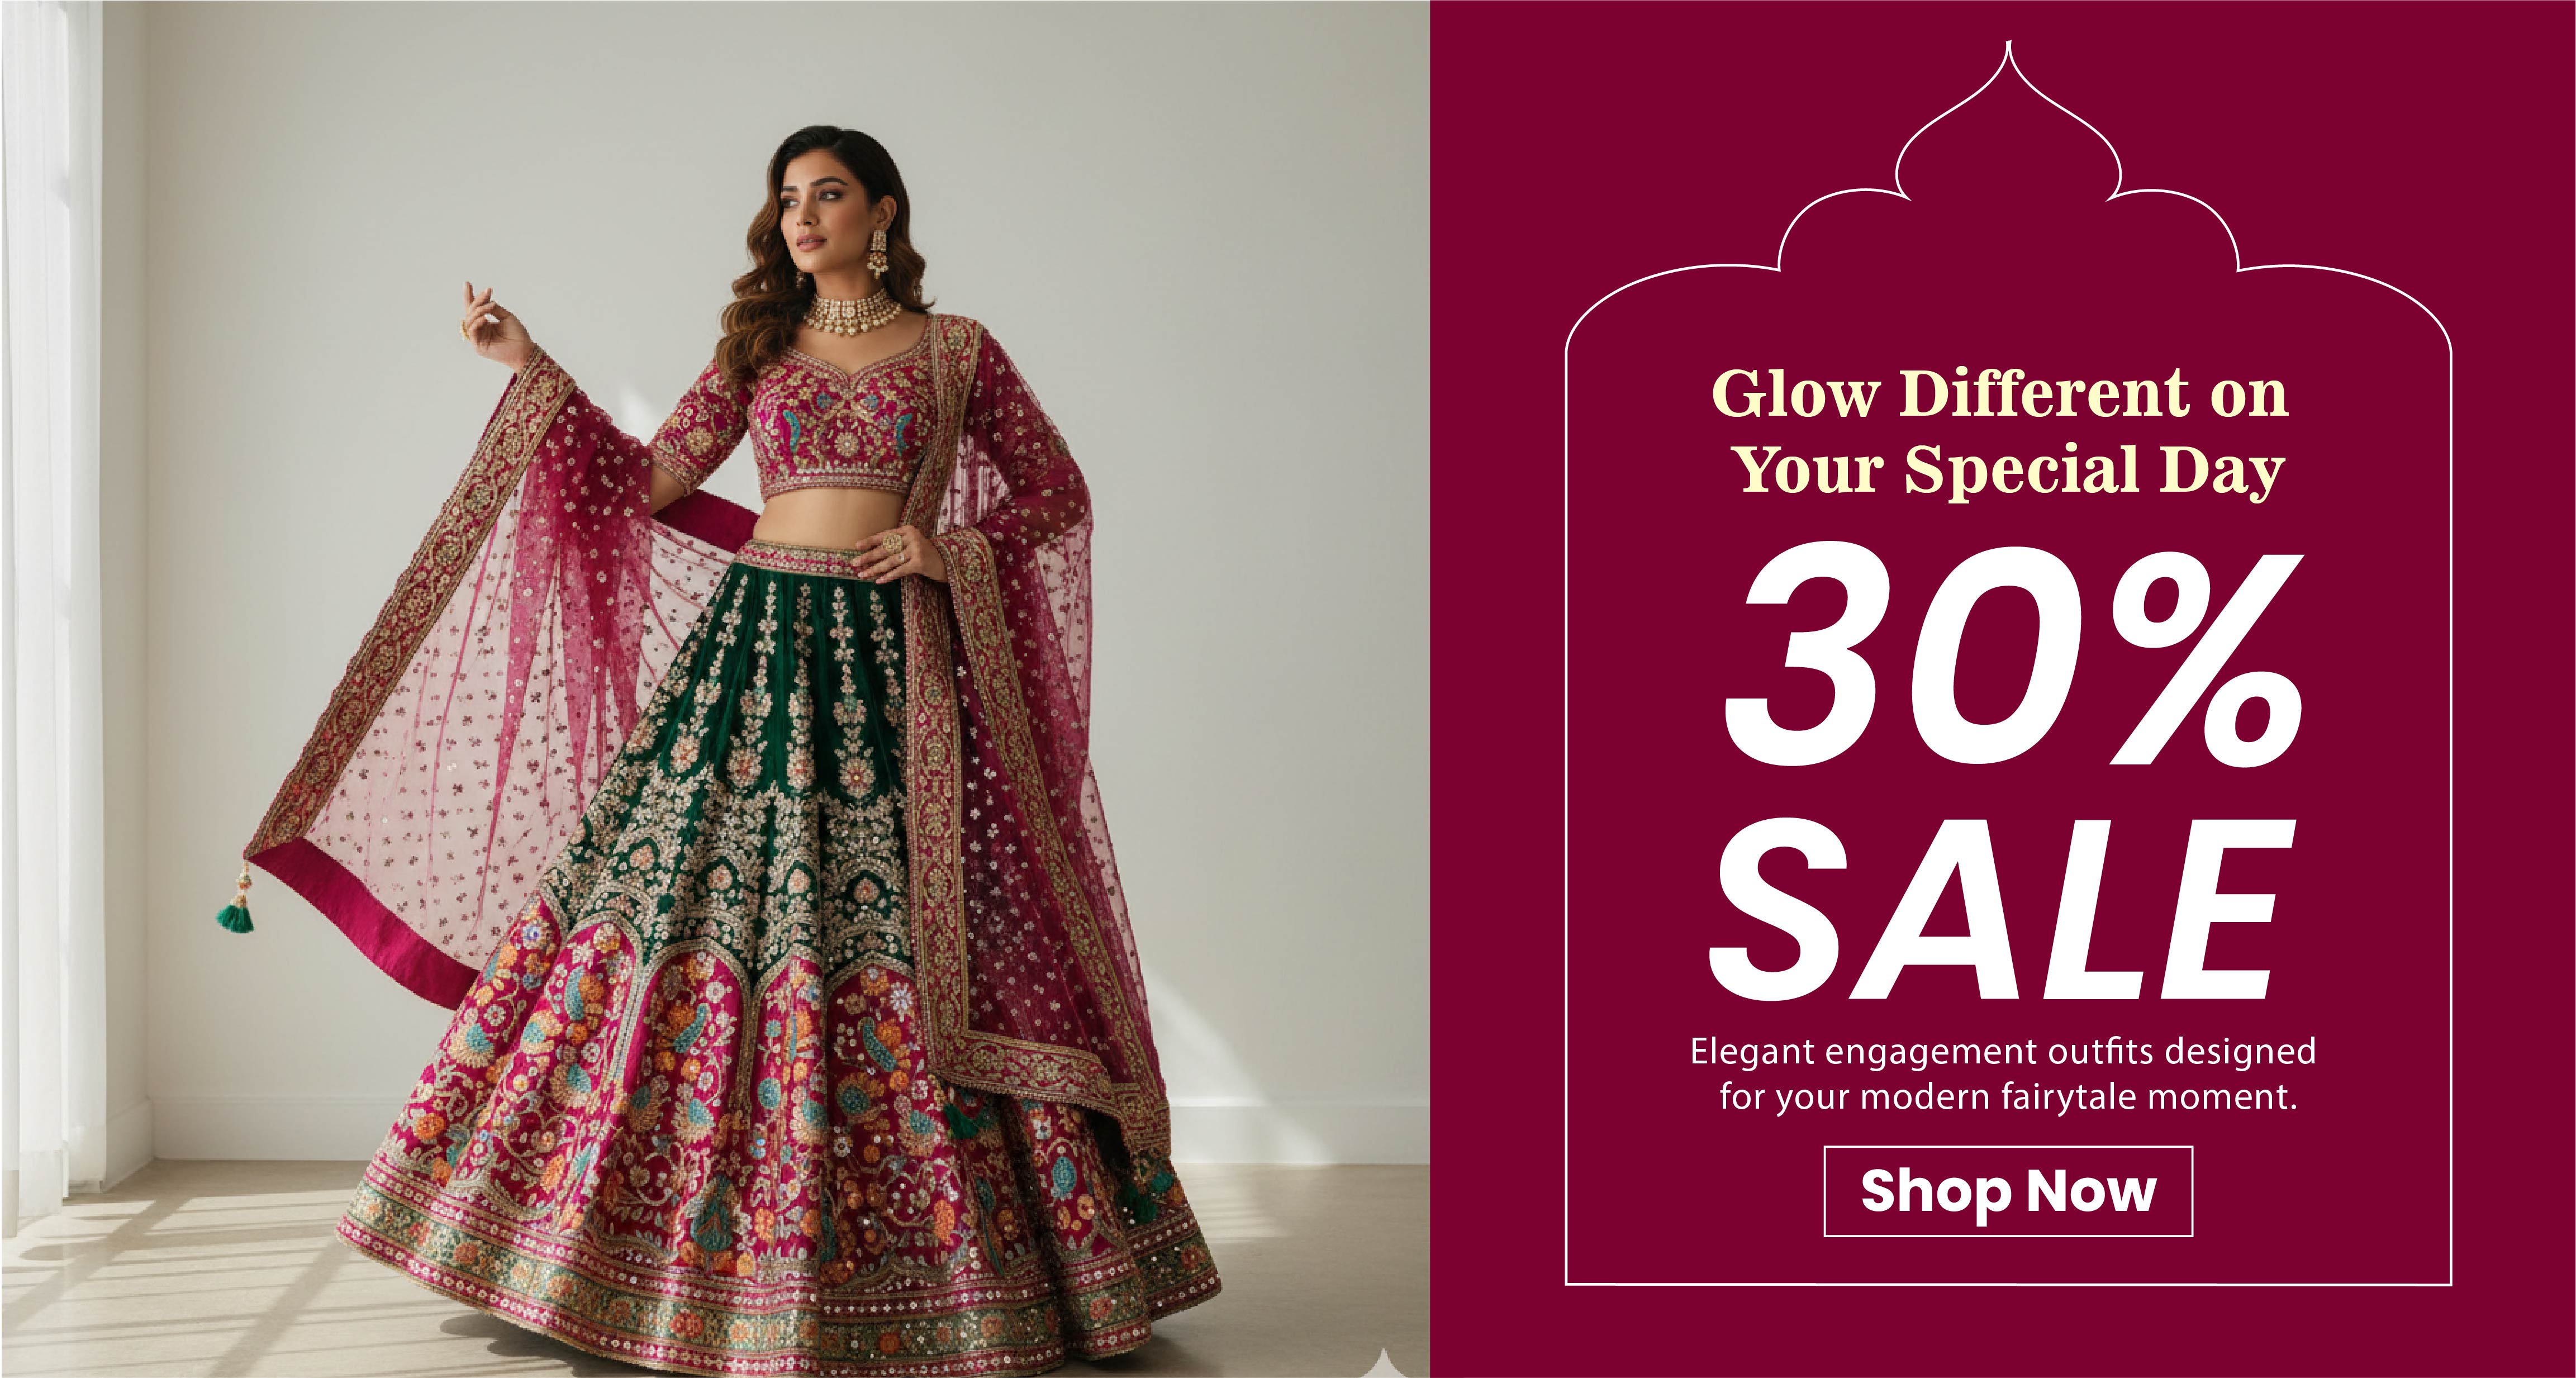 Glow Different on
Your Special Day
30%
SALE
Elegant engagement outfits designed
for your modern fairytale moment.
Shop Now